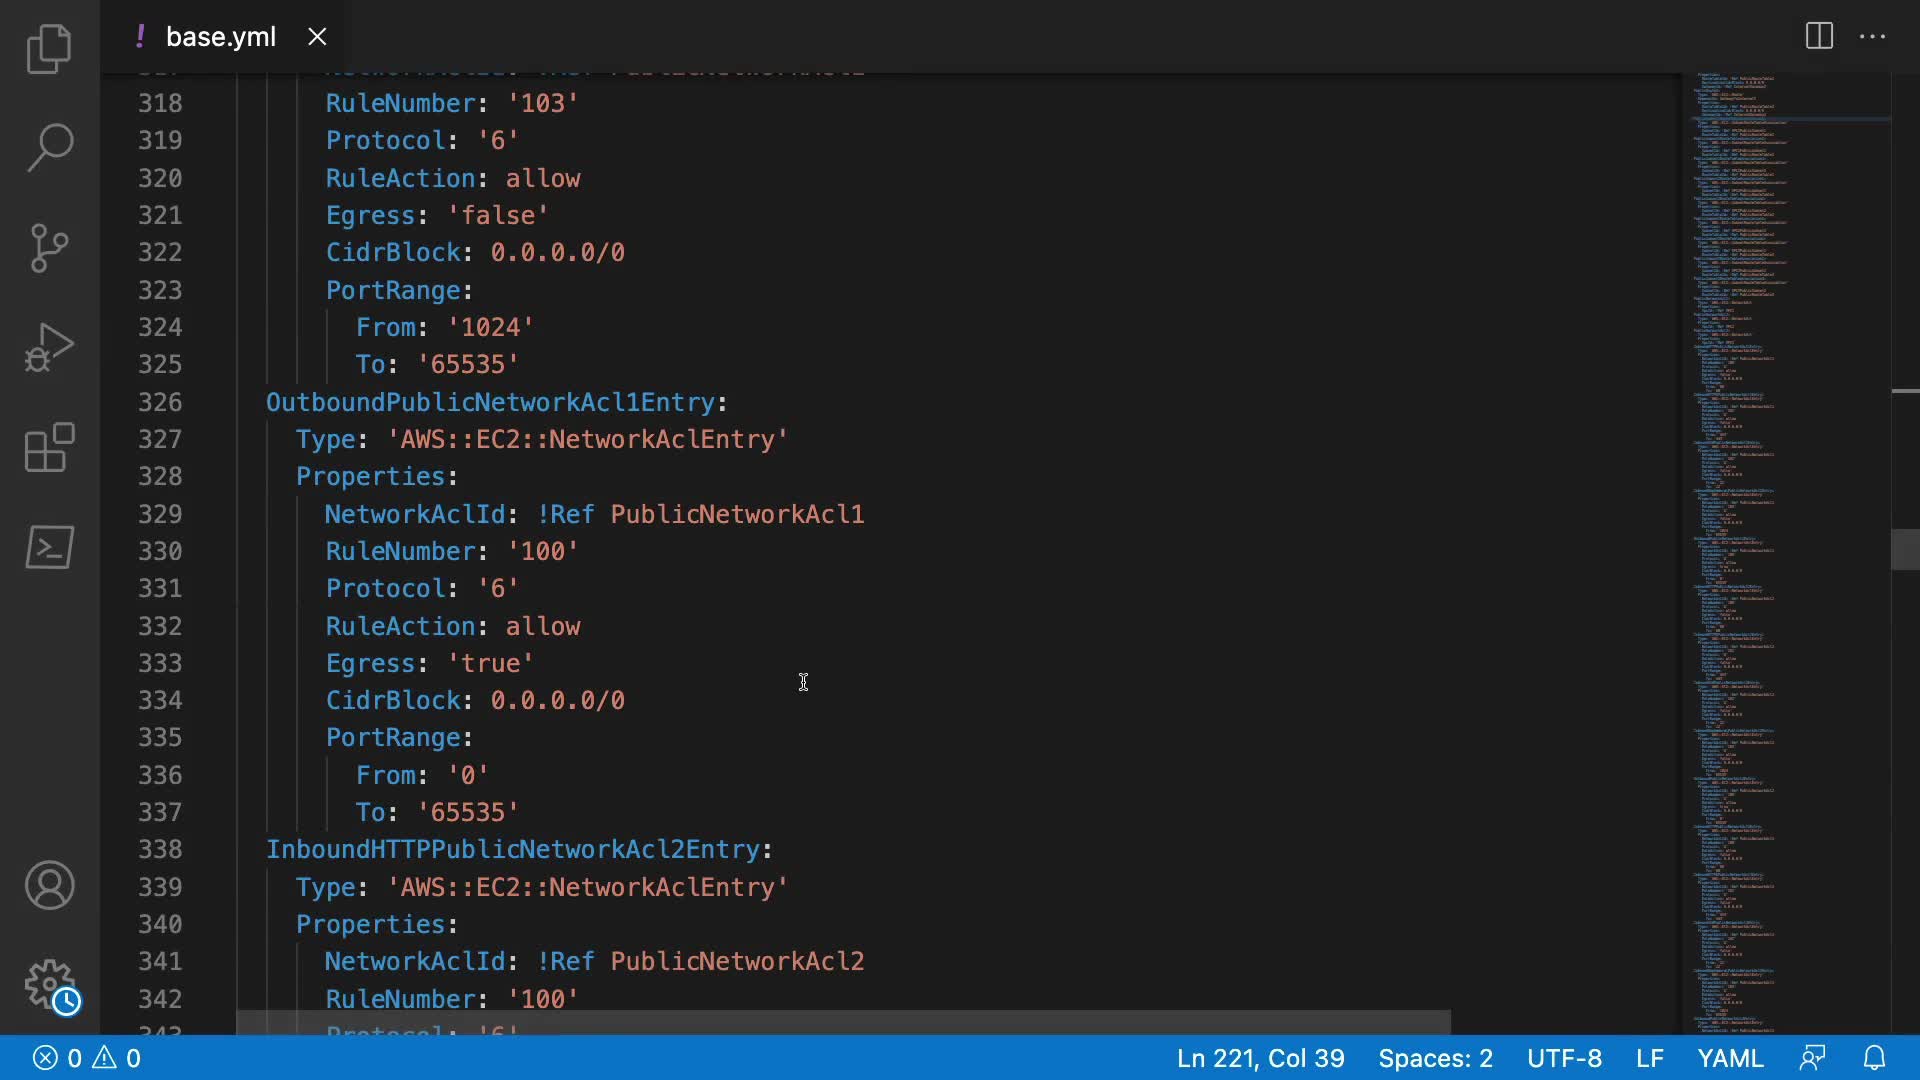 ! base.yml
318 RuleNumber: '103'
319 Protocol: '6'
320 RuleAction: allow
321 Egress: 'false'
322 CidrBlock: 0.0.0.0/0
323 PortRange:
324 From: '1024'
325 To: '65535'
326 OutboundPublicNetworkAcl1Entry:
327 Type: 'AWS::EC2::NetworkAclEntry'
328 Properties:
329 NetworkAclId: !Ref PublicNetworkAcl1
330 RuleNumber: '100'
331 Protocol: '6'
332 RuleAction: allow
333 Egress: 'true'
334 CidrBlock: 0.0.0.0/0
335 PortRange:
336 From: '0'
337 To: '65535'
338 InboundHTTPPublicNetworkAcl2Entry:
339 Type: 'AWS::EC2::NetworkAclEntry'
340 Properties:
341 NetworkAclId: !Ref PublicNetworkAcl2
342 RuleNumber: '100'
343 Protocol: '6'
0 0 Ln 221, Col 39 Spaces: 2 UTF-8 LF YAML